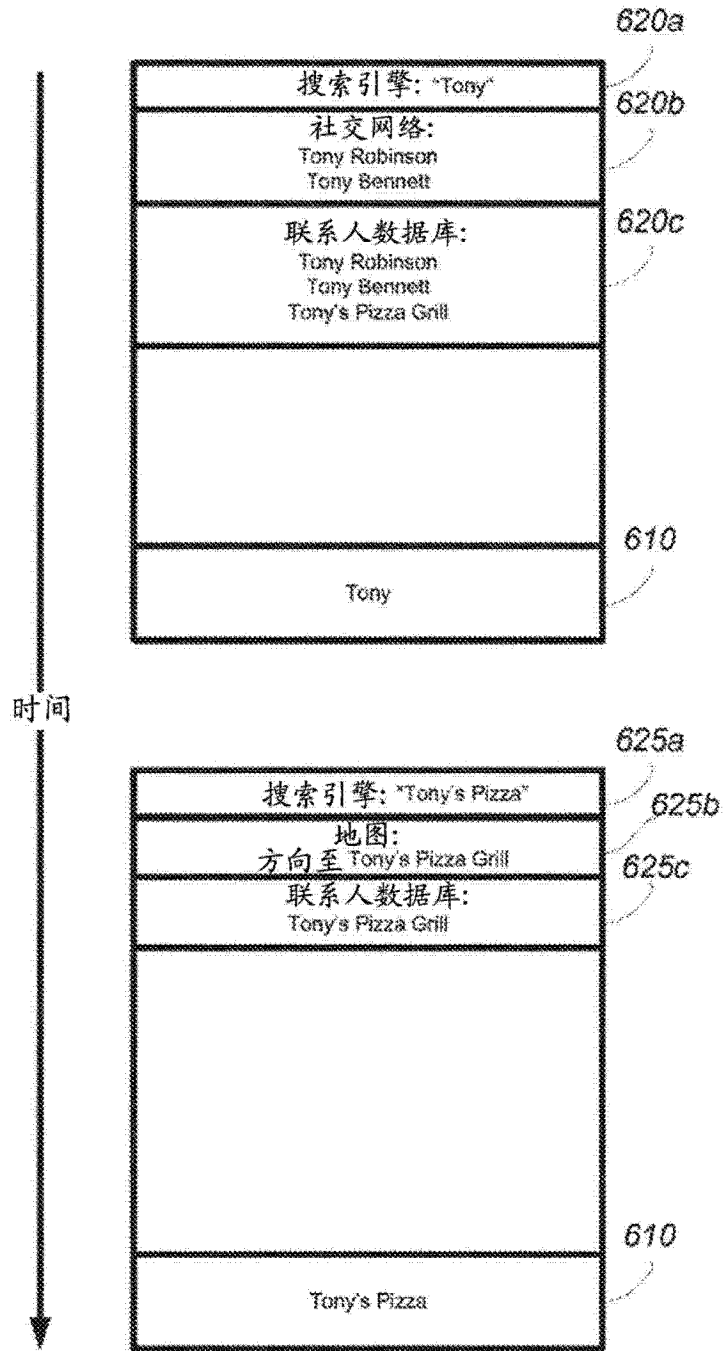 620a
搜索引擎: "Tony"
620b
社交网络:
Tony Robinson
Tony Bennett
620c
联系人数据库:
Tony Robinson
Tony Bennett
Tony's Pizza Grill
610
Tony
时间
625a
搜索引擎: "Tony's Pizza"
625b
地图:
方向至 Tony's Pizza Grill
625c
联系人数据库:
Tony's Pizza Grill
610
Tony's Pizza